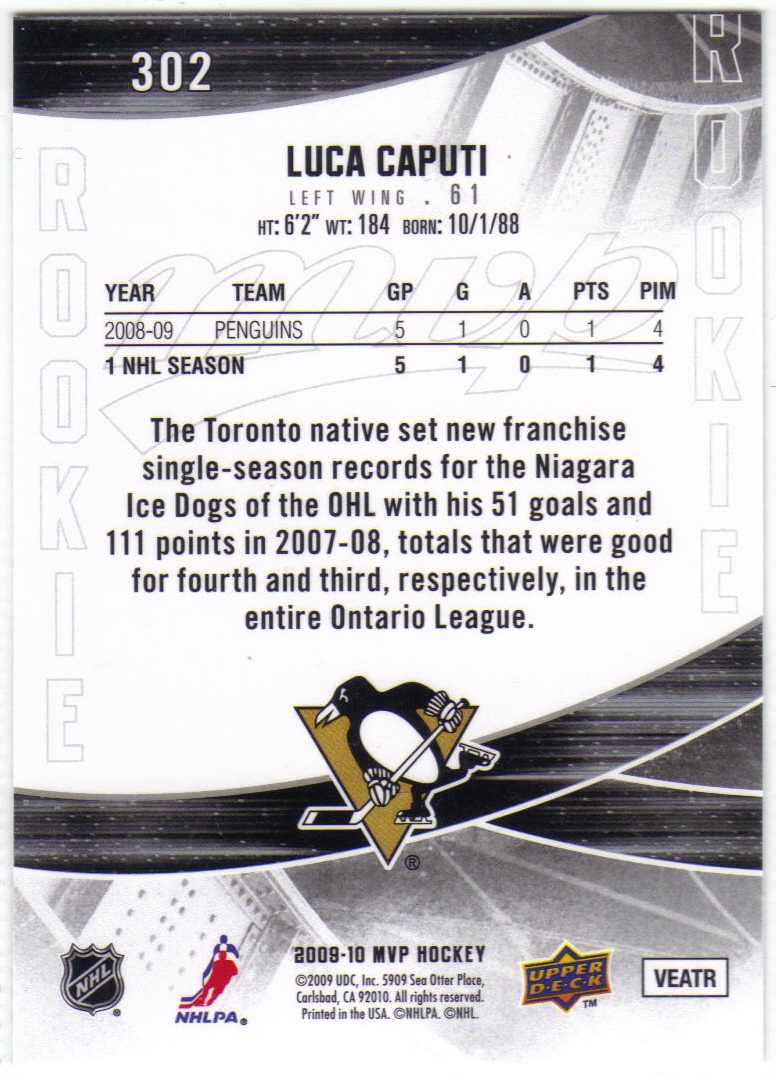 302
ROOKIE
ROOKIE
LUCA CAPUTI
LEFT WING . 61
HT: 6'2" WT: 184 BORN: 10/1/88
mvp
YEAR TEAM GP G A PTS PIM
2008-09 PENGUINS 5 1 0 1 4
1 NHL SEASON 5 1 0 1 4
The Toronto native set new franchise
single-season records for the Niagara
Ice Dogs of the OHL with his 51 goals and
111 points in 2007-08, totals that were good
for fourth and third, respectively, in the
entire Ontario League.
®
NHL ®
NHLPA ®
2009-10 MVP HOCKEY
©2009 UDC, Inc. 5909 Sea Otter Place,
Carlsbad, CA 92010. All rights reserved.
Printed in the USA. ©NHLPA. ©NHL.
UPPER
D·E·C·K
TM
VEATR